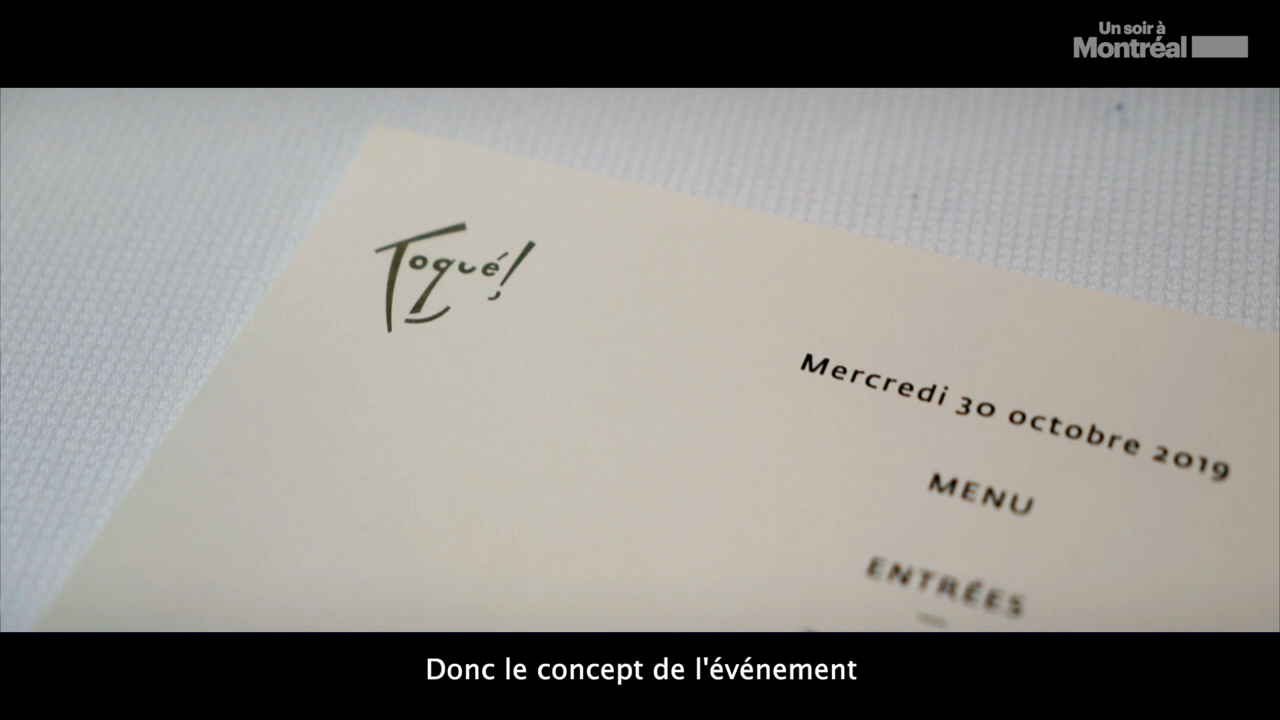 Un soir à
Montréal
Toqué!
Mercredi 30 octobre 2019
MENU
ENTRÉES
Donc le concept de l'événement